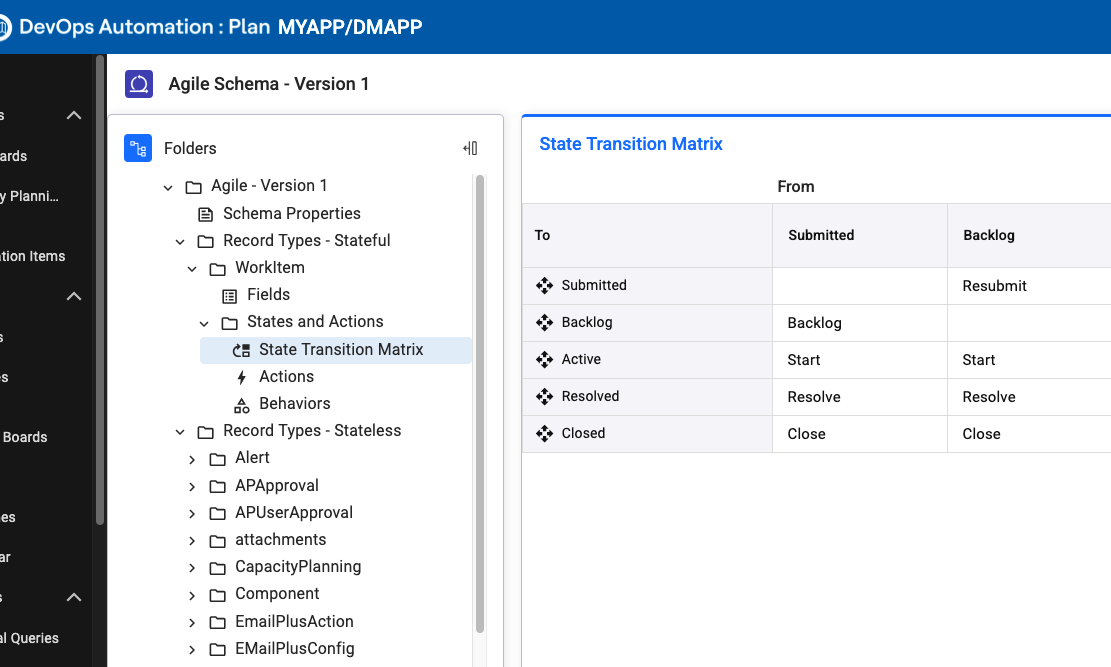 DevOps Automation : Plan MYAPP/DMAPP
Agile Schema - Version 1
s
ards
y Planni...
tion Items
s
es
Boards
es
ar
s
al Queries
Folders
Agile - Version 1
Schema Properties
Record Types - Stateful
WorkItem
Fields
States and Actions
State Transition Matrix
Actions
Behaviors
Record Types - Stateless
Alert
APApproval
APUserApproval
attachments
CapacityPlanning
Component
EmailPlusAction
EMailPlusConfig
State Transition Matrix
From
To Submitted Backlog
Submitted Resubmit
Backlog Backlog
Active Start Start
Resolved Resolve Resolve
Closed Close Close